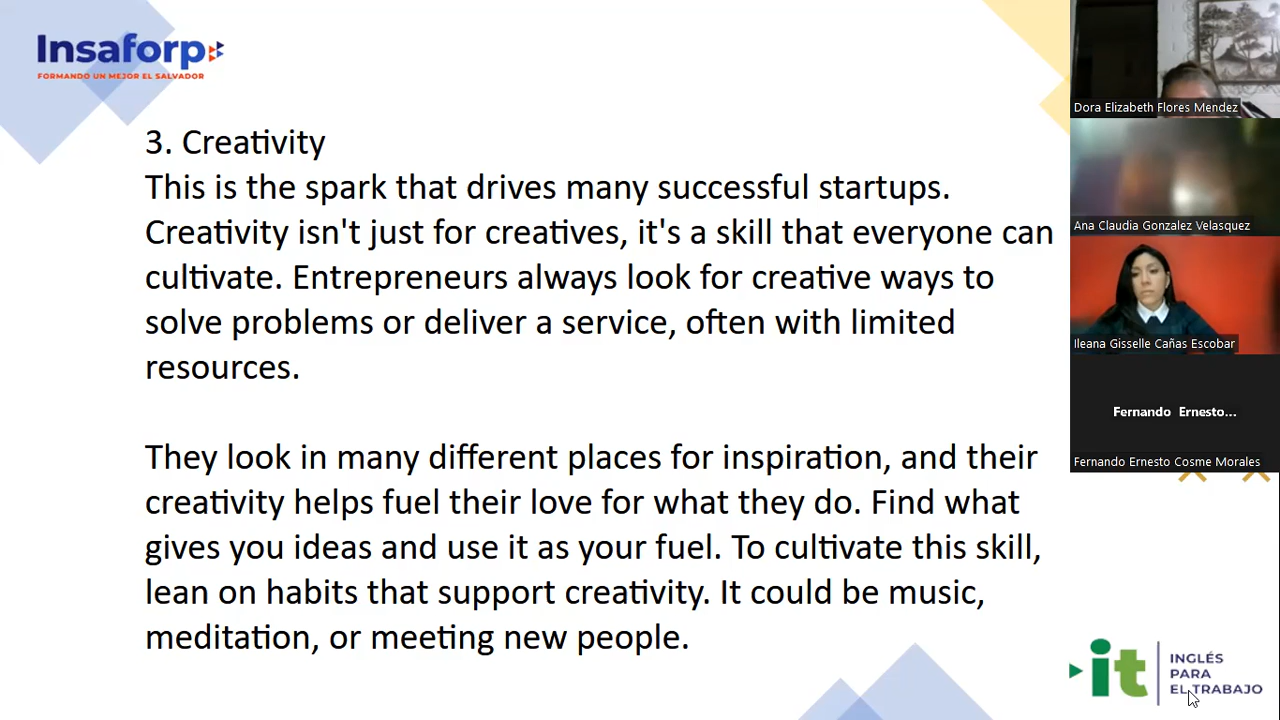 Insaforp
FORMANDO UN MEJOR EL SALVADOR
3. Creativity
This is the spark that drives many successful startups.
Creativity isn't just for creatives, it's a skill that everyone can
cultivate. Entrepreneurs always look for creative ways to
solve problems or deliver a service, often with limited
resources.
They look in many different places for inspiration, and their
creativity helps fuel their love for what they do. Find what
gives you ideas and use it as your fuel. To cultivate this skill,
lean on habits that support creativity. It could be music,
meditation, or meeting new people.
Dora Elizabeth Flores Mendez
Ana Claudia Gonzalez Velasquez
Ileana Gisselle Cañas Escobar
Fernando Ernesto...
Fernando Ernesto Cosme Morales
it
INGLÉS
PARA
EL TRABAJO